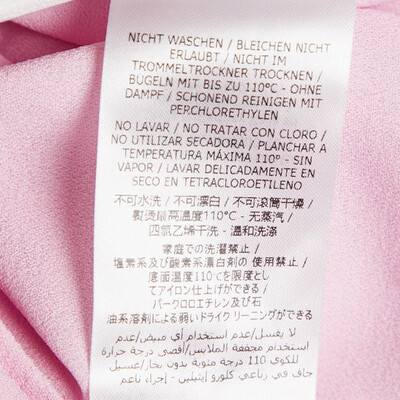 NICHT WASCHEN / BLEICHEN NICHT
ERLAUBT / NICHT IM
TROMMELTROCKNER TROCKNEN /
BÜGELN MIT BIS ZU 110°C - OHNE
DAMPF / SCHONEND REINIGEN MIT
PERCHLORETHYLEN
NO LAVAR / NO TRATAR CON CLORO /
NO UTILIZAR SECADORA / PLANCHAR A
TEMPERATURA MÁXIMA 110º - SIN
VAPOR / LAVAR DELICADAMENTE EN
SECO EN TETRACLOROETILENO
不可水洗 / 不可漂白 / 不可滚筒干燥 /
熨烫最高温度110°C - 无蒸汽 /
四氯乙烯干洗 - 温和洗涤
家庭での洗濯禁止 /
塩素系及び酸素系漂白剤の使用禁止 /
底面温度110℃を限度とし
てアイロン仕上げができる /
パークロロエチレン及び石
油系溶剤による弱いドライクリーニングができる
لا يغسل/عدم استخدام أي مبيض/عدم
استخدام مجففة الملابس/أقصى درجة حرارة
للكوي 110 درجة مئوية بدون بخار/غسيل
جاف في رباعي كلورو إيثيلين - إجراء ناعم